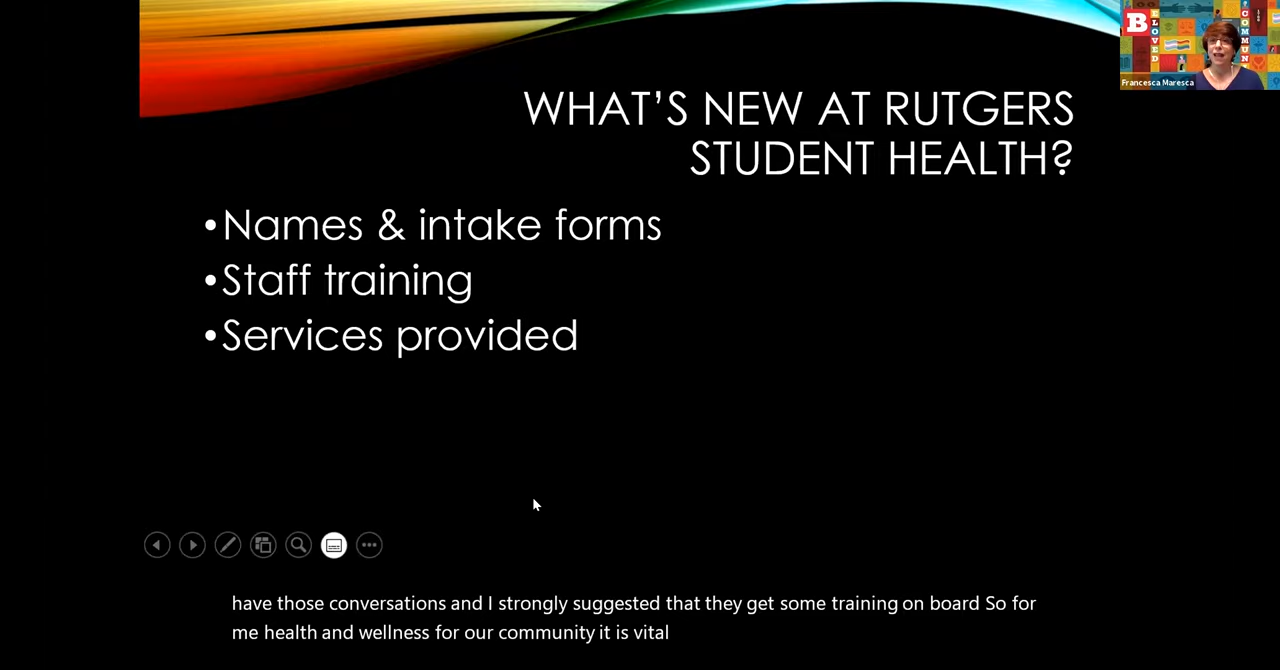 WHAT'S NEW AT RUTGERS
STUDENT HEALTH?
•Names & intake forms
•Staff training
•Services provided
BELOVED
COMMUN
Francesca Maresca
have those conversations and I strongly suggested that they get some training on board So for
me health and wellness for our community it is vital